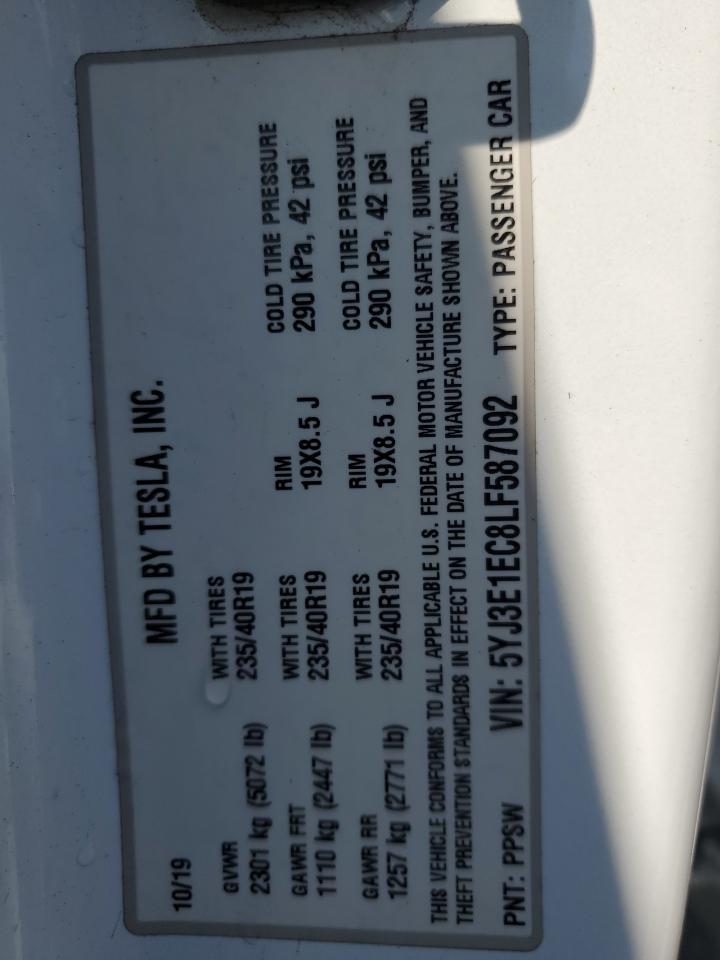 MFD BY TESLA, INC.
10/19
GVWR WITH TIRES
2301 kg (5072 lb) 235/40R19
GAWR FRT WITH TIRES RIM COLD TIRE PRESSURE
1110 kg (2447 lb) 235/40R19 19X8.5 J 290 kPa, 42 psi
GAWR RR WITH TIRES RIM COLD TIRE PRESSURE
1257 kg (2771 lb) 235/40R19 19X8.5 J 290 kPa, 42 psi
THIS VEHICLE CONFORMS TO ALL APPLICABLE U.S. FEDERAL MOTOR VEHICLE SAFETY, BUMPER, AND
THEFT PREVENTION STANDARDS IN EFFECT ON THE DATE OF MANUFACTURE SHOWN ABOVE.
PNT: PPSW VIN: 5YJ3E1EC8LF587092 TYPE: PASSENGER CAR